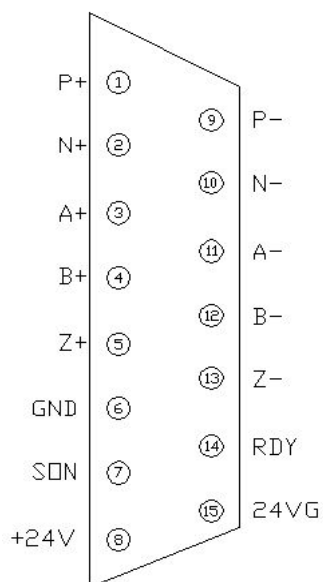 P+ 1
9 P-
N+ 2
10 N-
A+ 3
11 A-
B+ 4
12 B-
Z+ 5
13 Z-
GND 6
14 RDY
SON 7
15 24VG
+24V 8